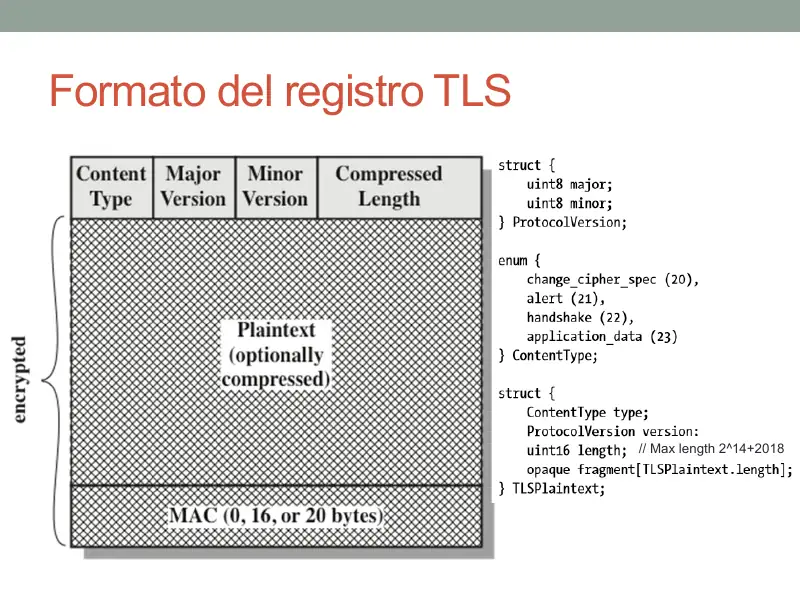 Formato del registro TLS
Content
Type
Major
Version
Minor
Version
Compressed
Length
encrypted
Plaintext
(optionally
compressed)
MAC (0, 16, or 20 bytes)
struct {
uint8 major;
uint8 minor;
} ProtocolVersion;
enum {
change_cipher_spec (20),
alert (21),
handshake (22),
application_data (23)
} ContentType;
struct {
ContentType type;
ProtocolVersion version:
uint16 length; // Max length 2^14+2018
opaque fragment[TLSPlaintext.length];
} TLSPlaintext;